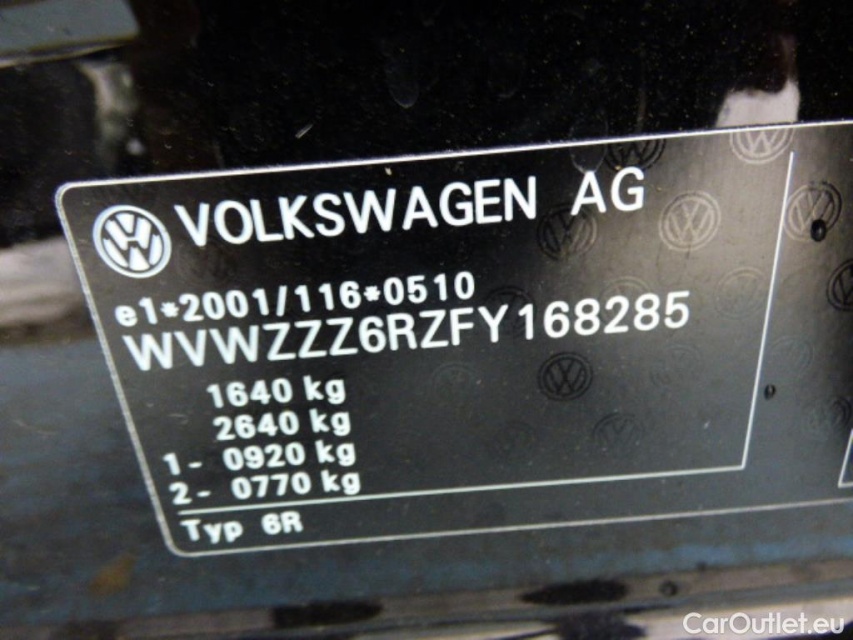 VOLKSWAGEN AG
e1*2001/116*0510
WVWZZZ6RZFY168285
1640 kg
2640 kg
1- 0920 kg
2- 0770 kg
Typ 6R
CarOutlet.eu